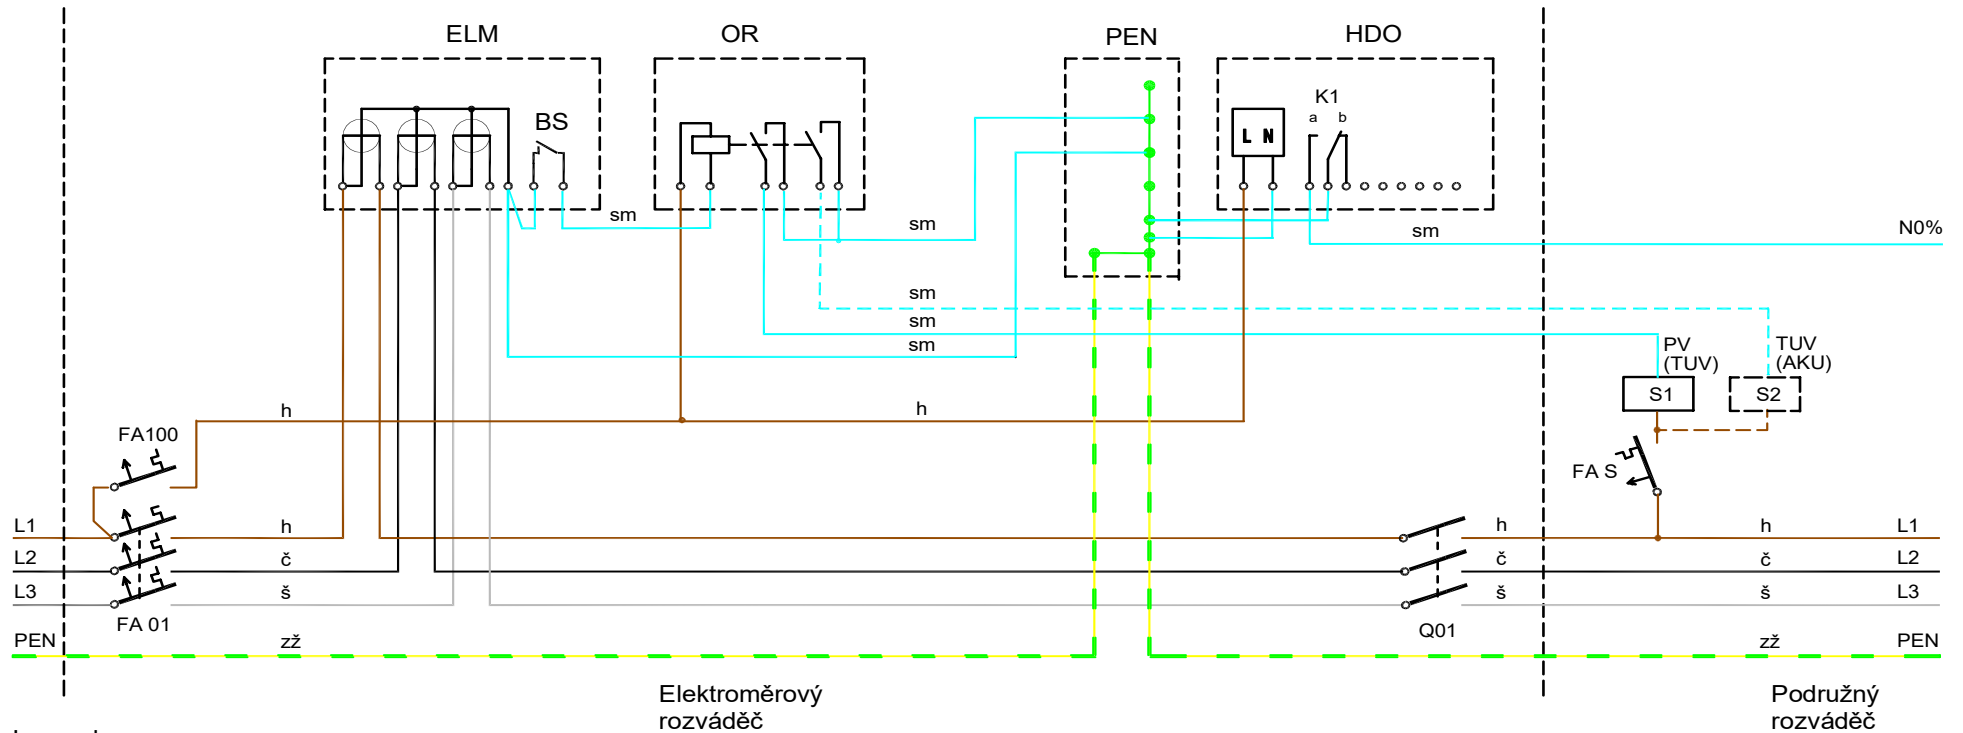 ELM
OR
PEN
HDO
BS
K1
a b
L N
sm
sm
sm
N0%
sm
sm
sm
PV
(TUV)
TUV
(AKU)
S1
S2
h
h
FA100
FA S
L1
h
h
h
L1
L2
č
č
č
L2
L3
š
š
š
L3
FA 01
Q01
PEN
zž
zž
PEN
Elektroměrový
rozváděč
Podružný
rozváděč